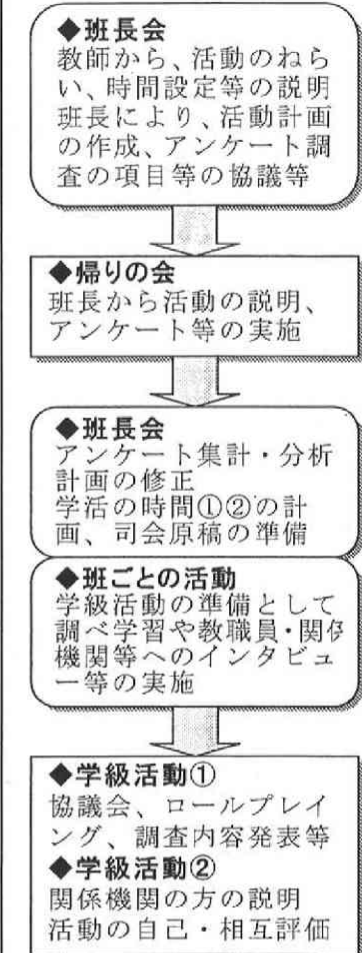 ◆班長会
教師から、活動のねら
い、時間設定等の説明
班長により、活動計画
の作成、アンケート調
査の項目等の協議等
◆帰りの会
班長から活動の説明、
アンケート等の実施
◆班長会
アンケート集計・分析
計画の修正
学活の時間①②の計
画、司会原稿の準備
◆班ごとの活動
学級活動の準備として
調べ学習や教職員・関係
機関等へのインタビュ
ー等の実施
◆学級活動①
協議会、ロールプレイ
ング、調査内容発表等
◆学級活動②
関係機関の方の説明
活動の自己・相互評価